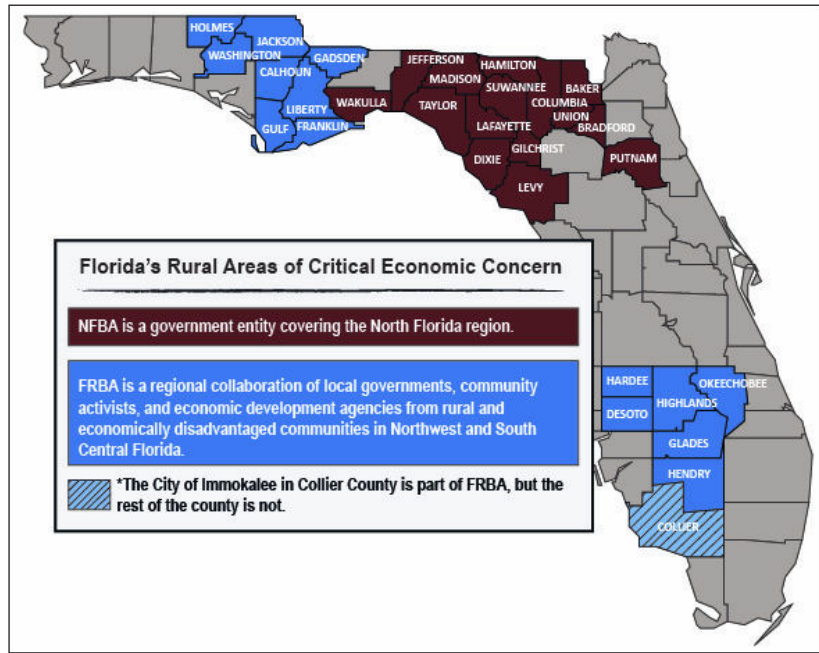 HOLMES
JACKSON
WASHINGTON
GADSDEN
CALHOUN
LIBERTY
GULF
FRANKLIN
WAKULLA
JEFFERSON
HAMILTON
MADISON
SUWANNEE
BAKER
TAYLOR
COLUMBIA
UNION
LAFAYETTE
BRADFORD
GILCHRIST
DIXIE
PUTNAM
LEVY
Florida's Rural Areas of Critical Economic Concern
NFBA is a government entity covering the North Florida region.
FRBA is a regional collaboration of local governments, community
activists, and economic development agencies from rural and
economically disadvantaged communities in Northwest and South
Central Florida.
*The City of Immokalee in Collier County is part of FRBA, but the
rest of the county is not.
HARDEE
OKEECHOBEE
HIGHLANDS
DESOTO
GLADES
HENDRY
COLLIER